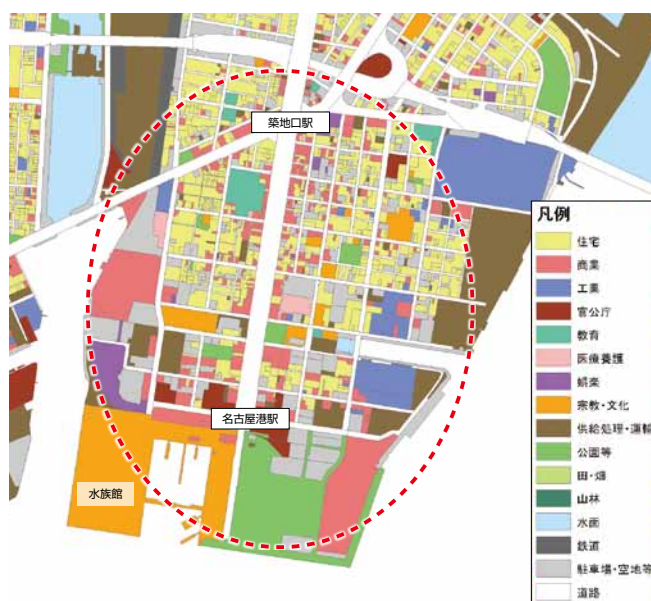 築地口駅
凡例
住宅
商業
工業
官公庁
教育
医療養護
娯楽
宗教・文化
供給処理・運輸
公園等
田・畑
山林
水面
鉄道
駐車場・空地等
道路
名古屋港駅
水族館